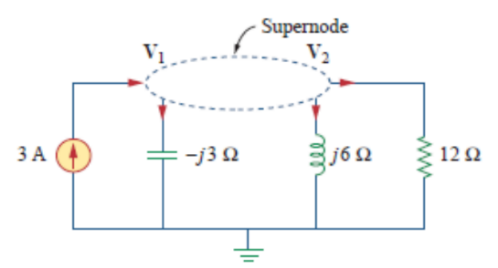 Supernode
V₁
V₂
3 A
−j3 Ω
j6 Ω
12 Ω